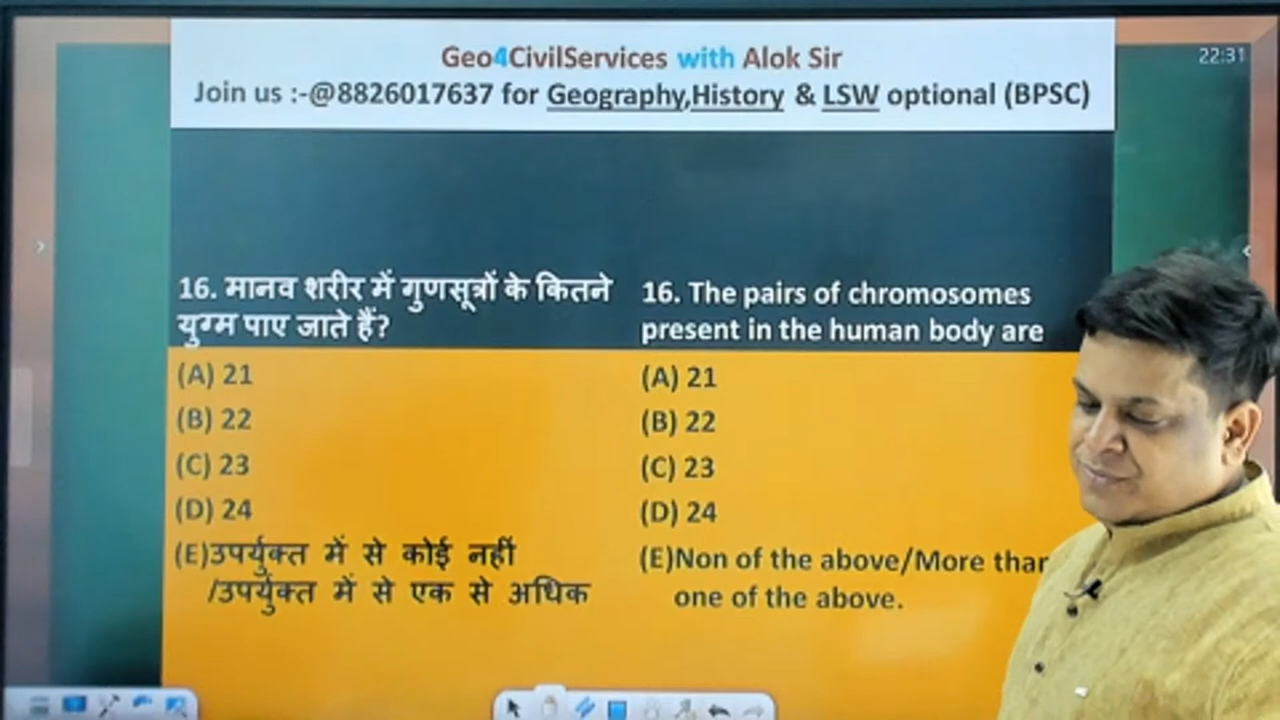 Geo4CivilServices with Alok Sir
Join us :-@8826017637 for Geography,History & LSW optional (BPSC)
22:31
16. मानव शरीर में गुणसूत्रों के कितने
युग्म पाए जाते हैं?
(A) 21
(B) 22
(C) 23
(D) 24
(E)उपर्युक्त में से कोई नहीं
/उपर्युक्त में से एक से अधिक
16. The pairs of chromosomes
present in the human body are
(A) 21
(B) 22
(C) 23
(D) 24
(E)Non of the above/More than
one of the above.